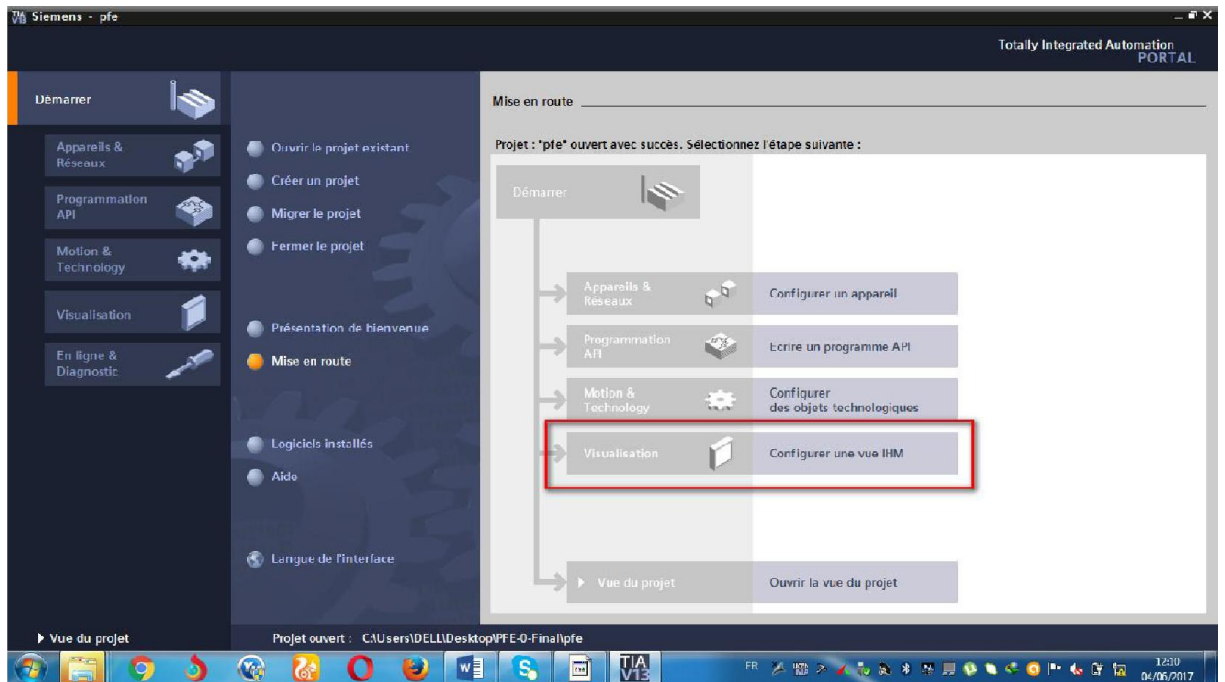 Siemens - pfe
Totally Integrated Automation
PORTAL
Démarrer
Appareils &
Réseaux
Programmation
API
Motion &
Technology
Visualisation
En ligne &
Diagnostic
Ouvrir le projet existant
Créer un projet
Migrer le projet
Fermer le projet
Présentation de bienvenue
Mise en route
Logiciels installés
Aide
Langue de l'interface
Mise en route
Projet : "pfe" ouvert avec succès. Sélectionnez l'étape suivante :
Démarrer
Appareils &
Réseaux
Configurer un appareil
Programmation
API
Ecrire un programme API
Motion &
Technology
Configurer
des objets technologiques
Visualisation
Configurer une vue IHM
Vue du projet
Ouvrir la vue du projet
Vue du projet
Projet ouvert : C:\Users\DELL\Desktop\PFE-0-Final\pfe
TIA
V13
FR
12:10
04/06/2017